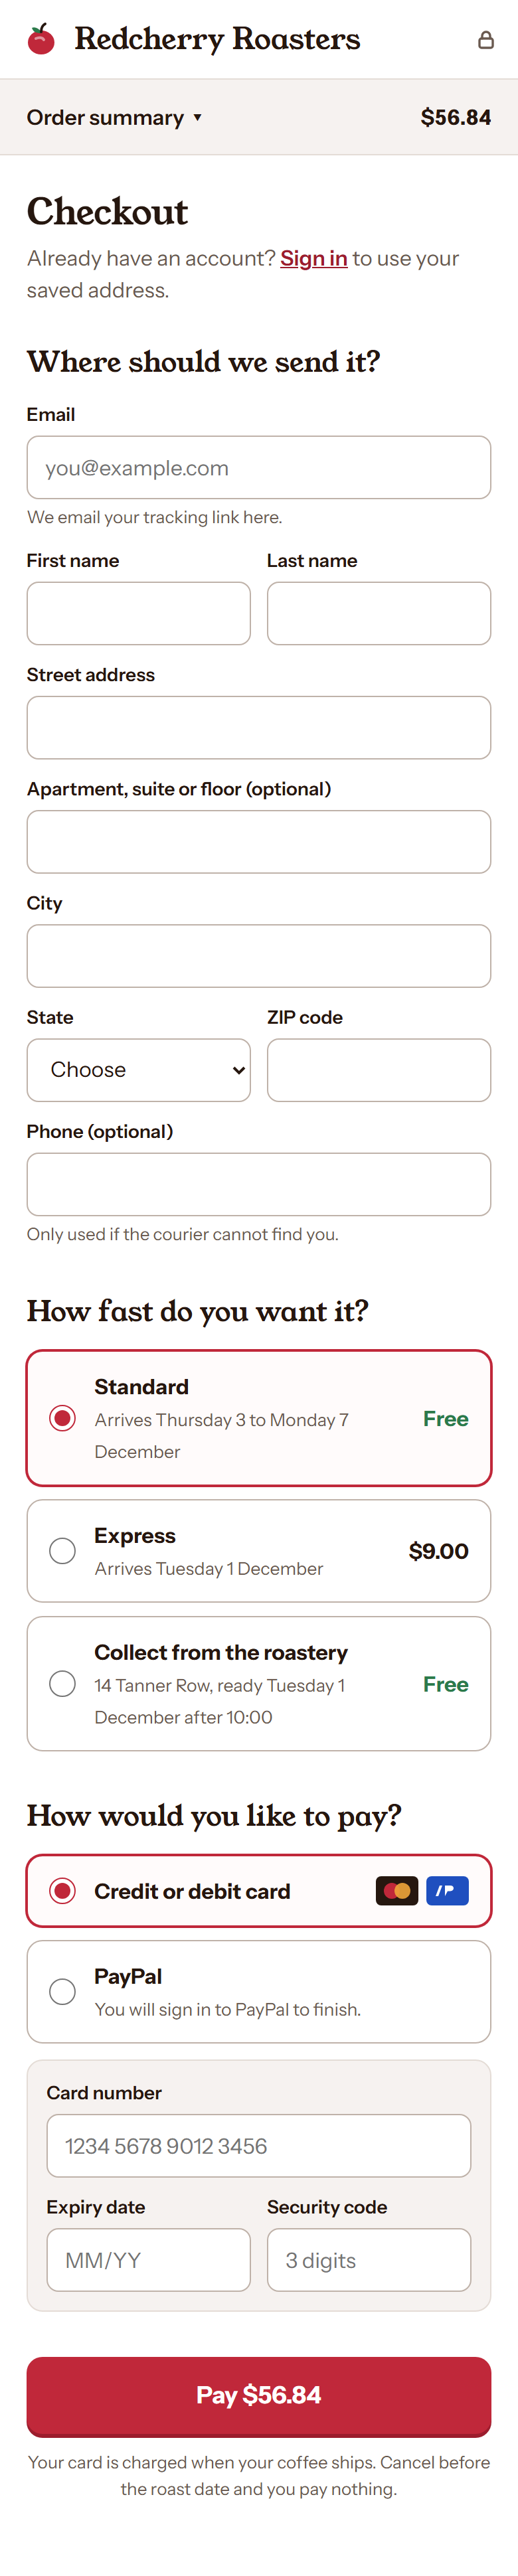 Redcherry Roasters
Order summary ▾
$56.84
Checkout
Already have an account? Sign in to use your
saved address.
Where should we send it?
Email
you@example.com
We email your tracking link here.
First name
Last name
Street address
Apartment, suite or floor (optional)
City
State
ZIP code
Choose
Phone (optional)
Only used if the courier cannot find you.
How fast do you want it?
Standard
Arrives Thursday 3 to Monday 7
December
Free
Express
Arrives Tuesday 1 December
$9.00
Collect from the roastery
14 Tanner Row, ready Tuesday 1
December after 10:00
Free
How would you like to pay?
Credit or debit card
PayPal
You will sign in to PayPal to finish.
Card number
1234 5678 9012 3456
Expiry date
Security code
MM/YY
3 digits
Pay $56.84
Your card is charged when your coffee ships. Cancel before
the roast date and you pay nothing.